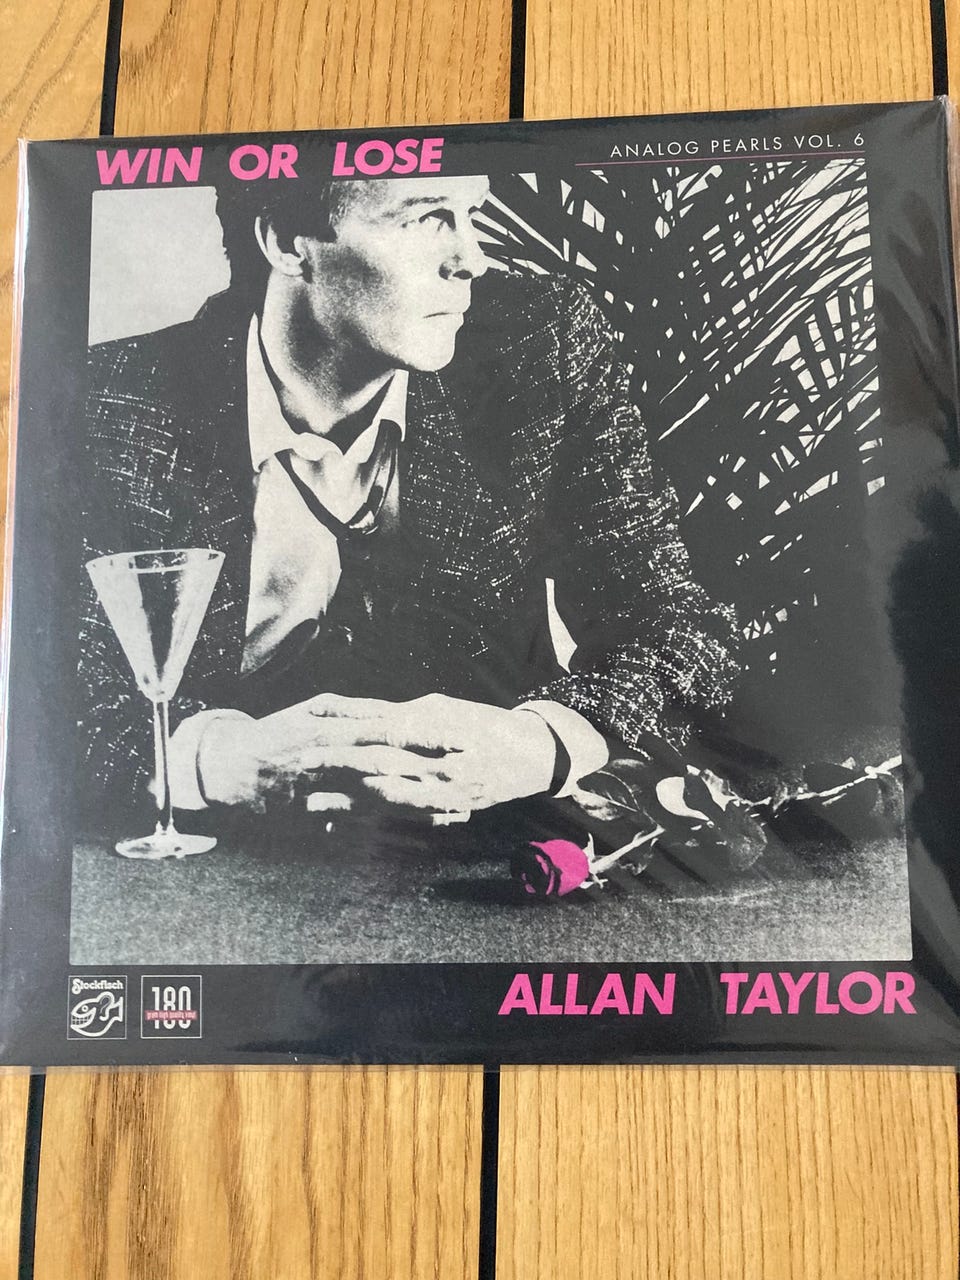 WIN OR LOSE
ANALOG PEARLS VOL. 6
Stockfisch
180
ALLAN TAYLOR